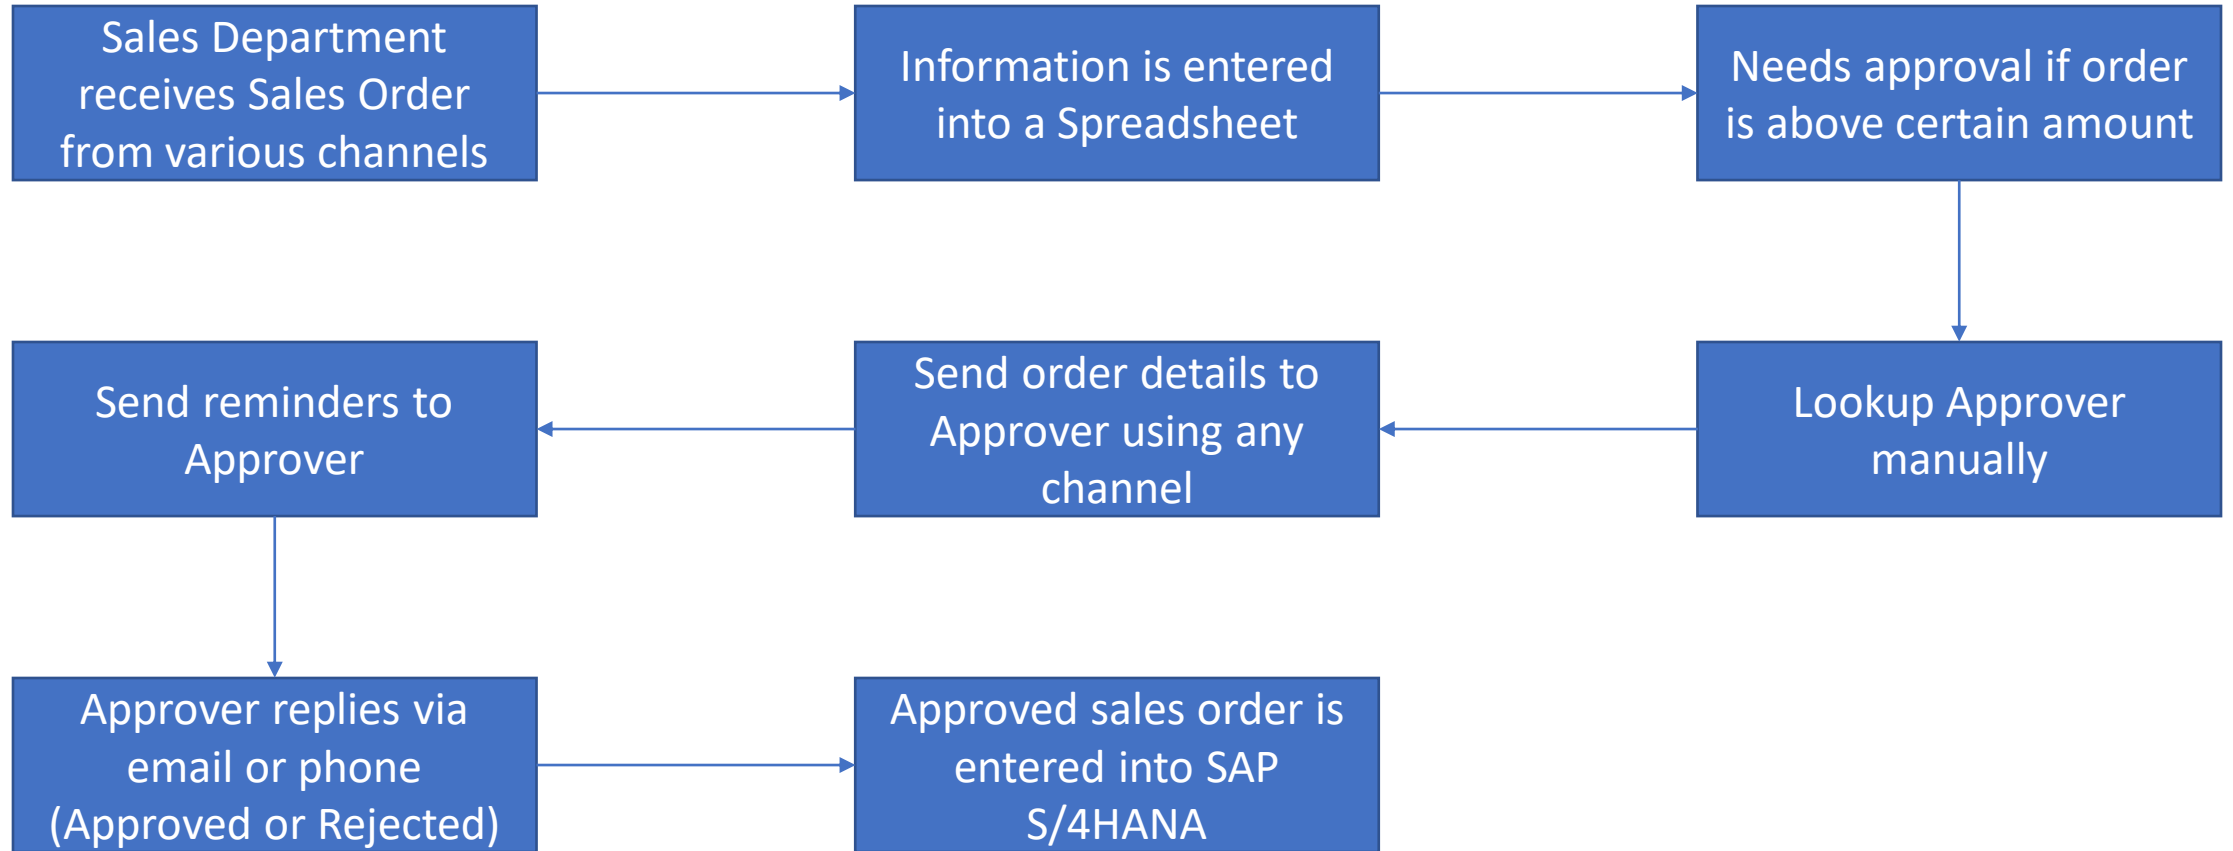 Sales Department
receives Sales Order
from various channels
Information is entered
into a Spreadsheet
Needs approval if order
is above certain amount
Lookup Approver
manually
Send order details to
Approver using any
channel
Send reminders to
Approver
Approver replies via
email or phone
(Approved or Rejected)
Approved sales order is
entered into SAP
S/4HANA